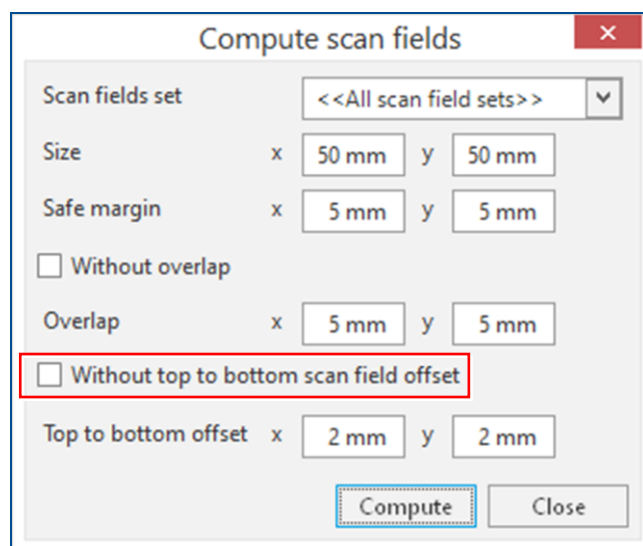 Compute scan fields
Scan fields set <<All scan field sets>>
Size x 50 mm y 50 mm
Safe margin x 5 mm y 5 mm
Without overlap
Overlap x 5 mm y 5 mm
Without top to bottom scan field offset
Top to bottom offset x 2 mm y 2 mm
Compute Close